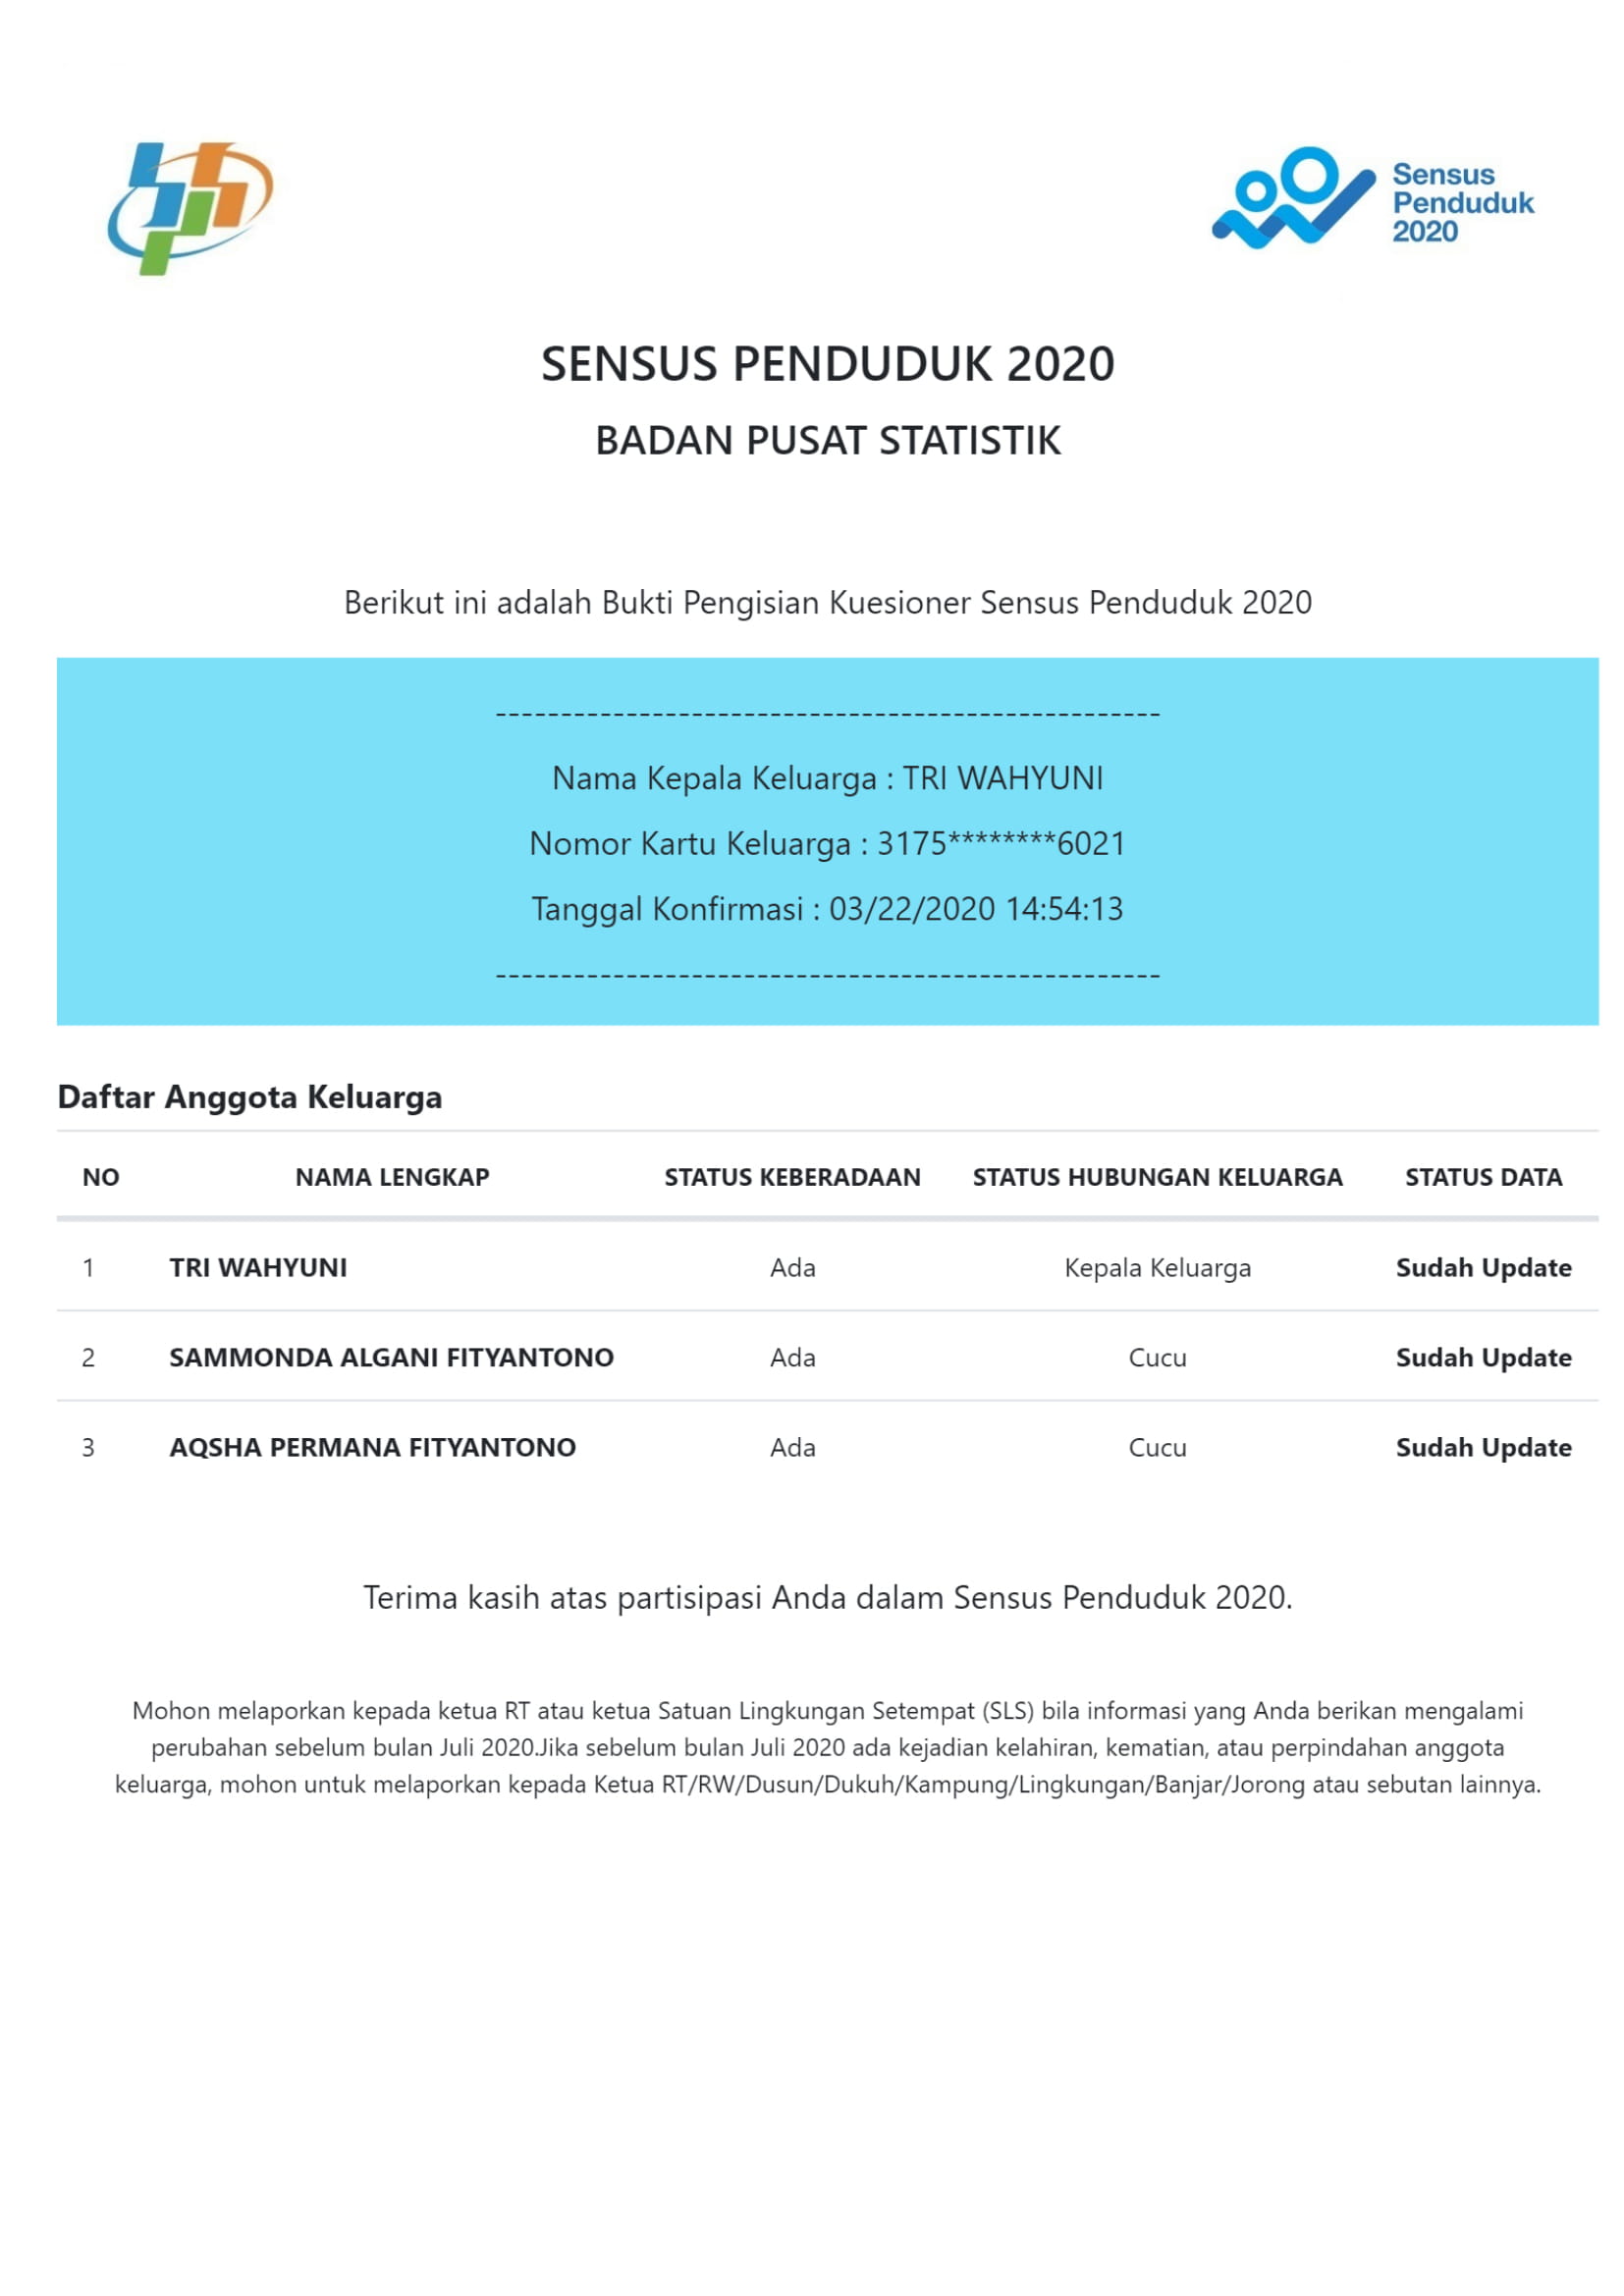 Sensus
Penduduk
2020
SENSUS PENDUDUK 2020
BADAN PUSAT STATISTIK
Berikut ini adalah Bukti Pengisian Kuesioner Sensus Penduduk 2020
---------------------------------------------------
Nama Kepala Keluarga : TRI WAHYUNI
Nomor Kartu Keluarga : 3175********6021
Tanggal Konfirmasi : 03/22/2020 14:54:13
---------------------------------------------------
Daftar Anggota Keluarga
NO NAMA LENGKAP STATUS KEBERADAAN STATUS HUBUNGAN KELUARGA STATUS DATA
1 TRI WAHYUNI Ada Kepala Keluarga Sudah Update
2 SAMMONDA ALGANI FITYANTONO Ada Cucu Sudah Update
3 AQSHA PERMANA FITYANTONO Ada Cucu Sudah Update
Terima kasih atas partisipasi Anda dalam Sensus Penduduk 2020.
Mohon melaporkan kepada ketua RT atau ketua Satuan Lingkungan Setempat (SLS) bila informasi yang Anda berikan mengalami
perubahan sebelum bulan Juli 2020.Jika sebelum bulan Juli 2020 ada kejadian kelahiran, kematian, atau perpindahan anggota
keluarga, mohon untuk melaporkan kepada Ketua RT/RW/Dusun/Dukuh/Kampung/Lingkungan/Banjar/Jorong atau sebutan lainnya.